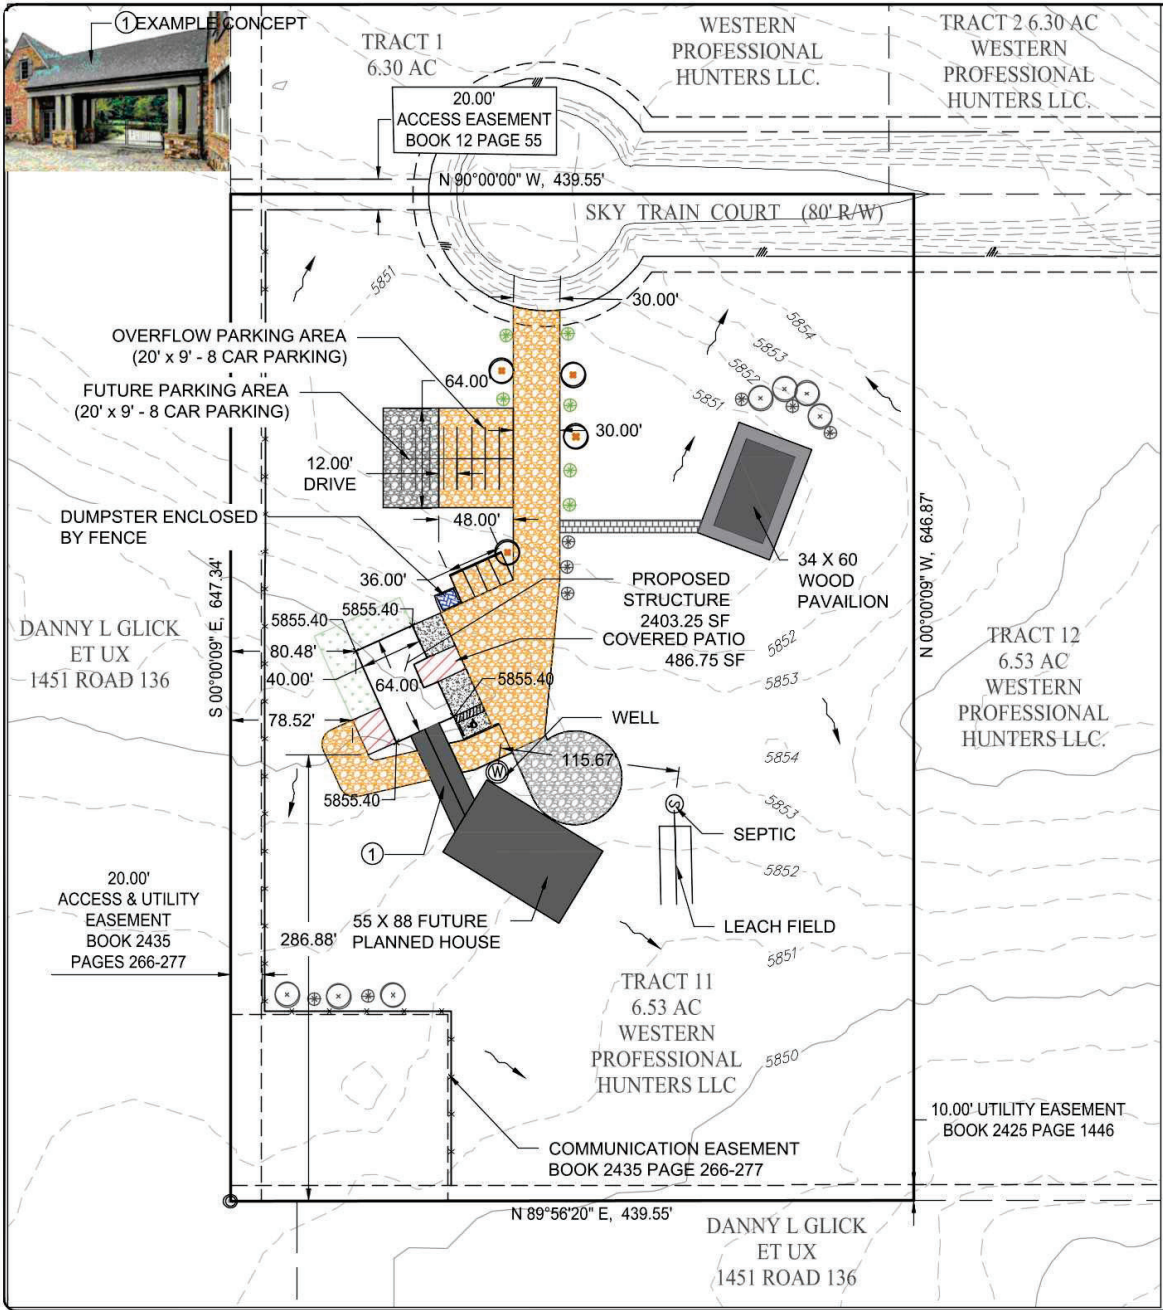 1 EXAMPLE CONCEPT
TRACT 1
6.30 AC
WESTERN
PROFESSIONAL
HUNTERS LLC.
TRACT 2 6.30 AC
WESTERN
PROFESSIONAL
HUNTERS LLC.
20.00'
ACCESS EASEMENT
BOOK 12 PAGE 55
N 90°00'00" W, 439.55'
SKY TRAIN COURT (80' R/W)
5851
30.00'
5854
5853
5852
5851
OVERFLOW PARKING AREA
(20' x 9' - 8 CAR PARKING)
FUTURE PARKING AREA
(20' x 9' - 8 CAR PARKING)
64.00'
30.00'
12.00'
DRIVE
48.00'
DUMPSTER ENCLOSED
BY FENCE
36.00'
34 X 60
WOOD
PAVAILION
PROPOSED
STRUCTURE
2403.25 SF
COVERED PATIO
486.75 SF
S 00°00'09" E, 647.34'
N 00°00'09" W, 646.87'
DANNY L GLICK
ET UX
1451 ROAD 136
5855.40
5855.40
80.48'
40.00'
64.00'
5855.40
78.52'
5855.40
5852
5853
5854
5853
5852
5851
5850
TRACT 12
6.53 AC
WESTERN
PROFESSIONAL
HUNTERS LLC.
WELL
W
115.67
S
SEPTIC
LEACH FIELD
1
55 X 88 FUTURE
PLANNED HOUSE
20.00'
ACCESS & UTILITY
EASEMENT
BOOK 2435
PAGES 266-277
286.88'
TRACT 11
6.53 AC
WESTERN
PROFESSIONAL
HUNTERS LLC
COMMUNICATION EASEMENT
BOOK 2435 PAGE 266-277
10.00' UTILITY EASEMENT
BOOK 2425 PAGE 1446
N 89°56'20" E, 439.55'
DANNY L GLICK
ET UX
1451 ROAD 136